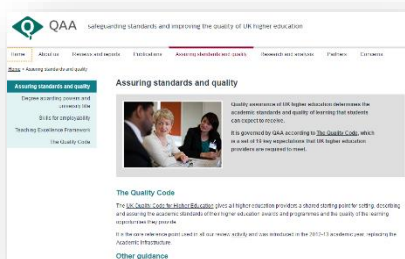 QAA safeguarding standards and improving the quality of UK higher education
Home About us Reviews and reports Publications Assuring standards and quality Research and analysis Partners Concerns
Home > Assuring standards and quality
Assuring standards and quality
Degree awarding powers and
university title
Skills for employability
Teaching Excellence Framework
The Quality Code
Assuring standards and quality
Quality assurance of UK higher education determines the
academic standards and quality of learning that students
can expect to receive.
It is governed by QAA according to The Quality Code, which
is a set of 19 key expectations that UK higher education
providers are required to meet.
The Quality Code
The UK Quality Code for Higher Education gives all higher education providers a shared starting point for setting, describing
and assuring the academic standards of their higher education awards and programmes and the quality of the learning
opportunities they provide.
It is the core reference point used in all our review activity and was introduced in the 2012-13 academic year, replacing the
Academic Infrastructure.
Other guidance